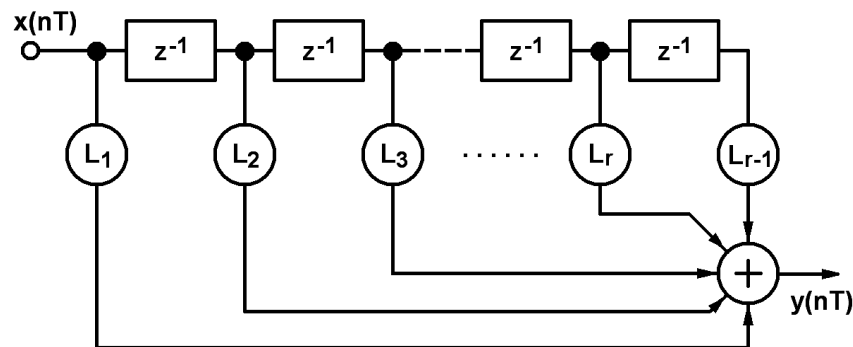 x(nT)
z⁻¹ z⁻¹ z⁻¹ z⁻¹
L₁ L₂ L₃ ...... Lᵣ Lᵣ₋₁
+
y(nT)